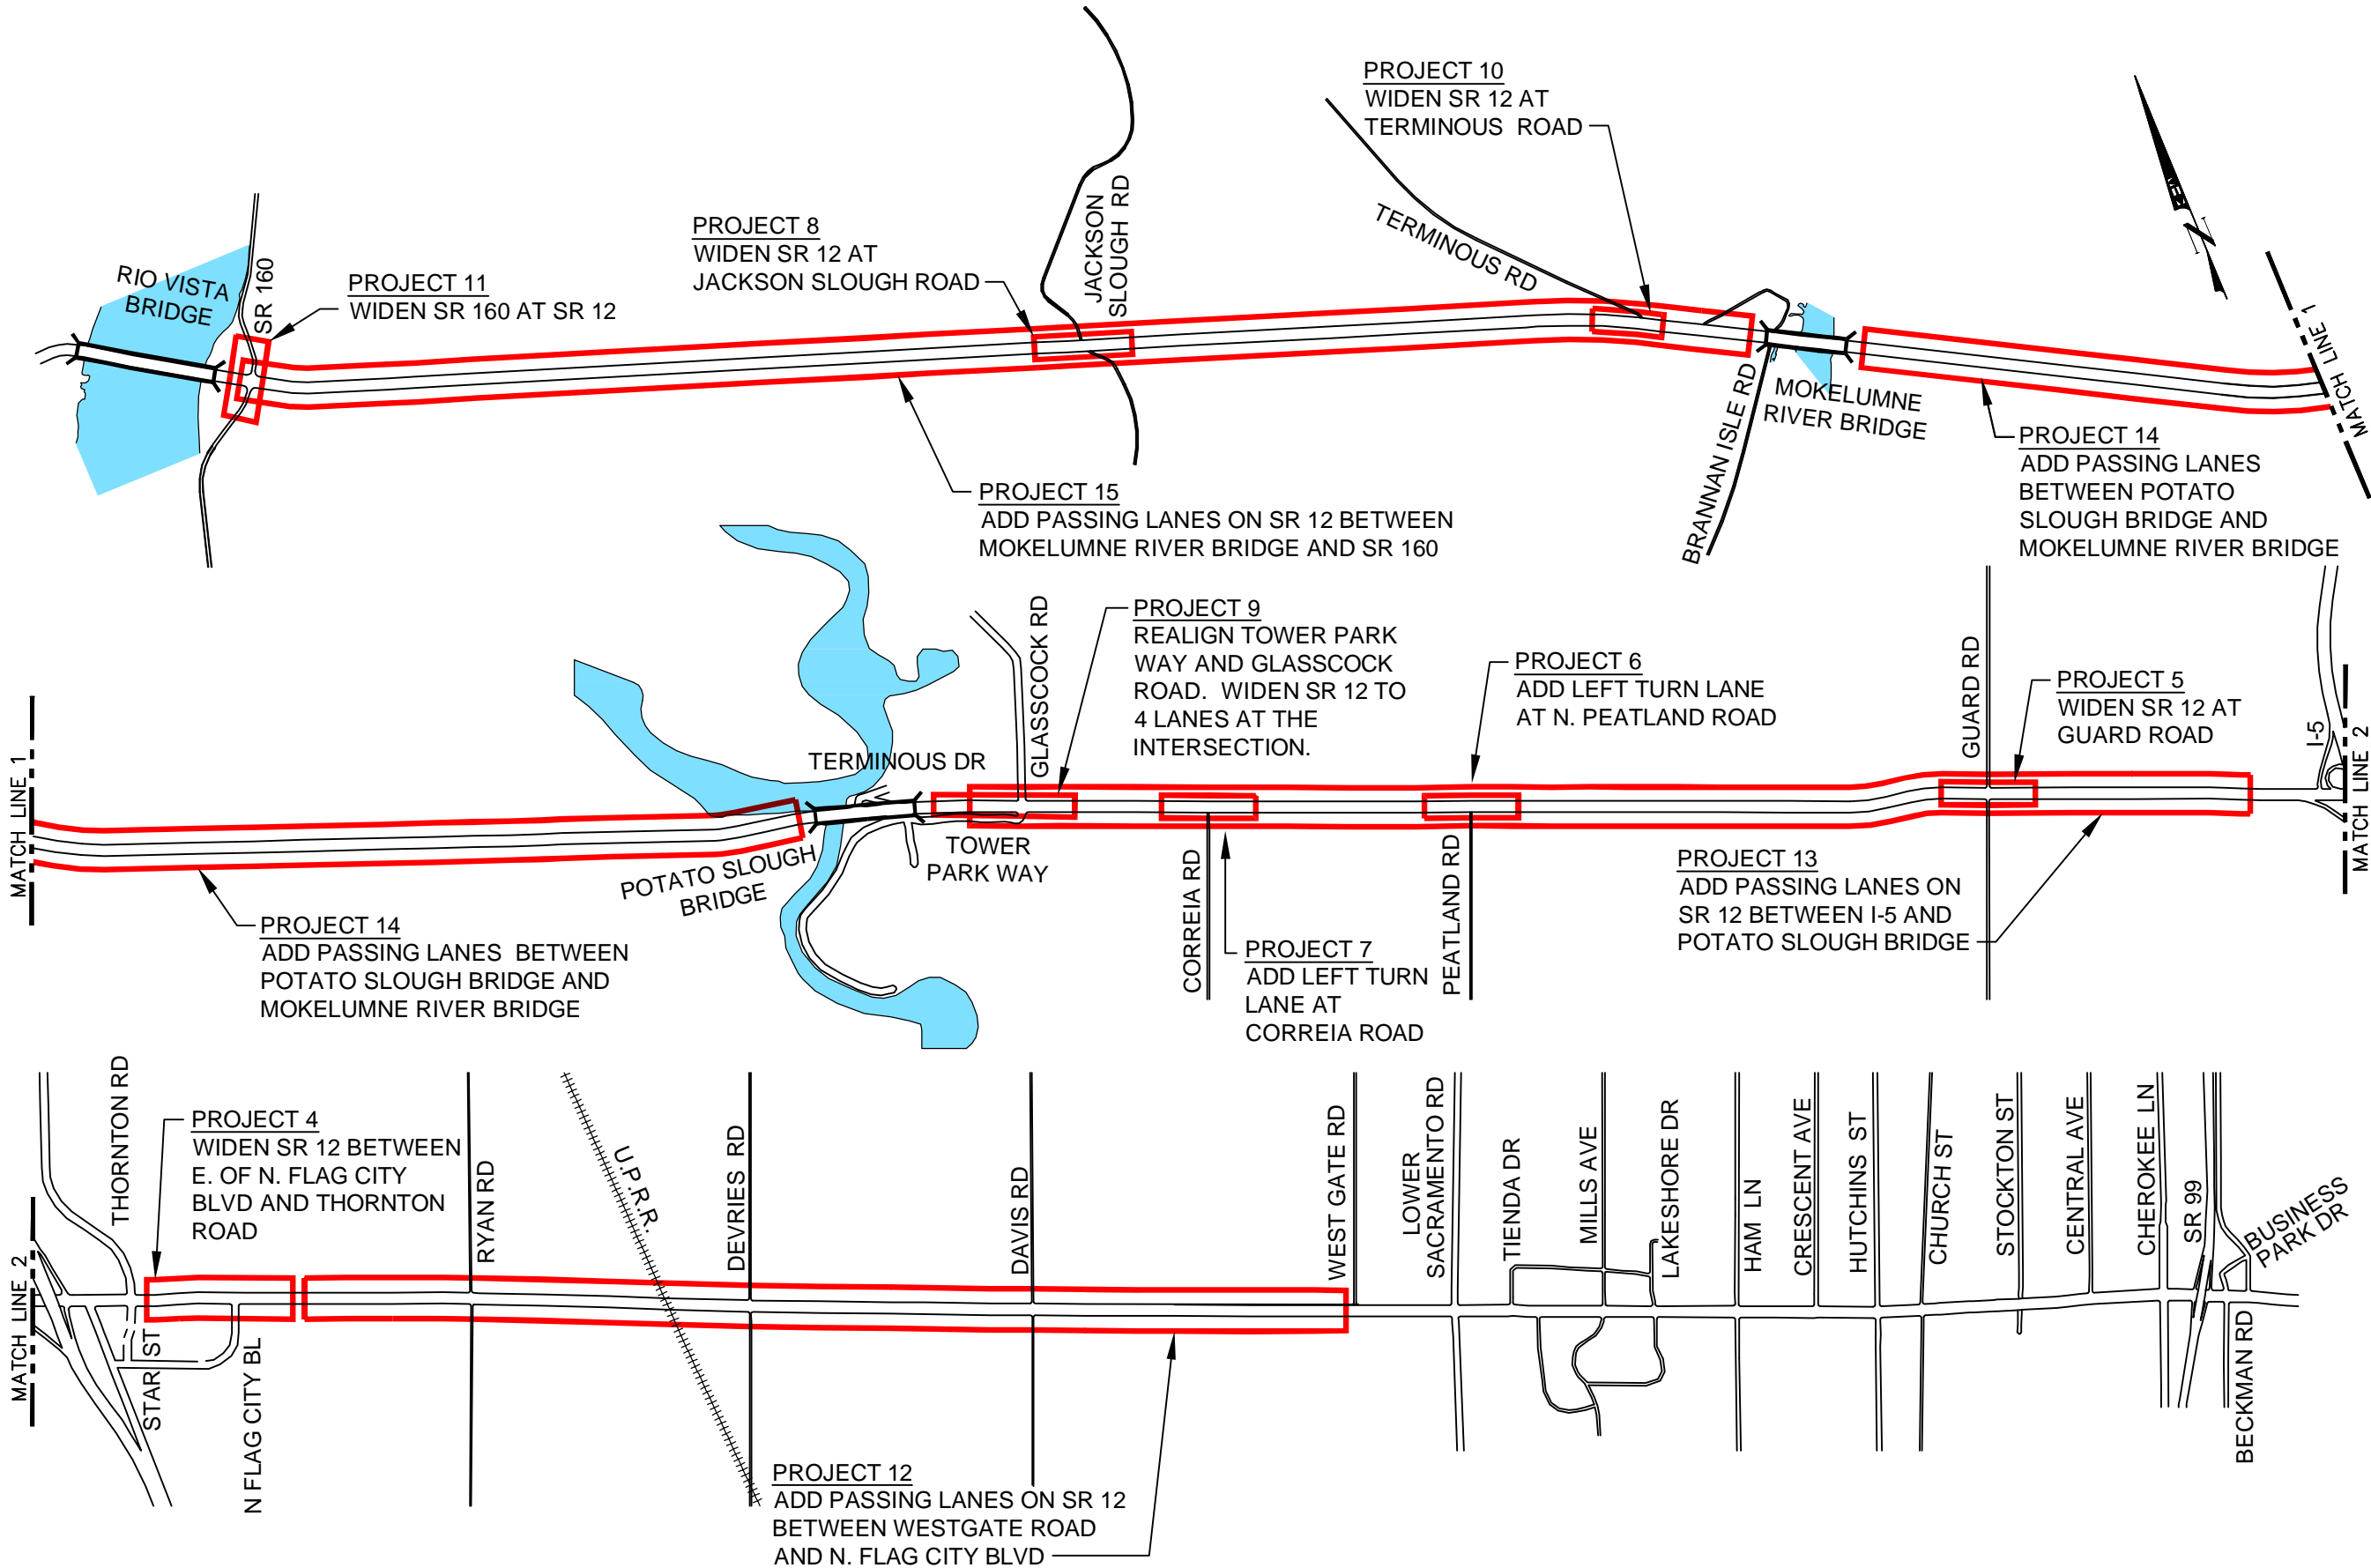 PROJECT 10
WIDEN SR 12 AT
TERMINOUS ROAD
PROJECT 8
WIDEN SR 12 AT
JACKSON SLOUGH ROAD
JACKSON
SLOUGH RD
TERMINOUS RD
RIO VISTA
BRIDGE
SR 160
PROJECT 11
WIDEN SR 160 AT SR 12
MATCH LINE 1
BRANNAN ISLE RD
MOKELUMNE
RIVER BRIDGE
PROJECT 14
ADD PASSING LANES
BETWEEN POTATO
SLOUGH BRIDGE AND
MOKELUMNE RIVER BRIDGE
PROJECT 15
ADD PASSING LANES ON SR 12 BETWEEN
MOKELUMNE RIVER BRIDGE AND SR 160
MATCH LINE 1
GLASSCOCK RD
PROJECT 9
REALIGN TOWER PARK
WAY AND GLASSCOCK
ROAD. WIDEN SR 12 TO
4 LANES AT THE
INTERSECTION.
PROJECT 6
ADD LEFT TURN LANE
AT N. PEATLAND ROAD
GUARD RD
PROJECT 5
WIDEN SR 12 AT
GUARD ROAD
I-5
MATCH LINE 2
TERMINOUS DR
TOWER
PARK WAY
POTATO SLOUGH
BRIDGE
PROJECT 14
ADD PASSING LANES BETWEEN
POTATO SLOUGH BRIDGE AND
MOKELUMNE RIVER BRIDGE
CORREIA RD
PROJECT 7
ADD LEFT TURN
LANE AT
CORREIA ROAD
PEATLAND RD
PROJECT 13
ADD PASSING LANES ON
SR 12 BETWEEN I-5 AND
POTATO SLOUGH BRIDGE
MATCH LINE 2
THORNTON RD
PROJECT 4
WIDEN SR 12 BETWEEN
E. OF N. FLAG CITY
BLVD AND THORNTON
ROAD
STAR ST
N FLAG CITY BL
RYAN RD
U.P.R.R.
DEVRIES RD
DAVIS RD
WEST GATE RD
LOWER
SACRAMENTO RD
TIENDA DR
MILLS AVE
LAKESHORE DR
HAM LN
CRESCENT AVE
HUTCHINS ST
CHURCH ST
STOCKTON ST
CENTRAL AVE
CHEROKEE LN
SR 99
BUSINESS
PARK DR
BECKMAN RD
PROJECT 12
ADD PASSING LANES ON SR 12
BETWEEN WESTGATE ROAD
AND N. FLAG CITY BLVD